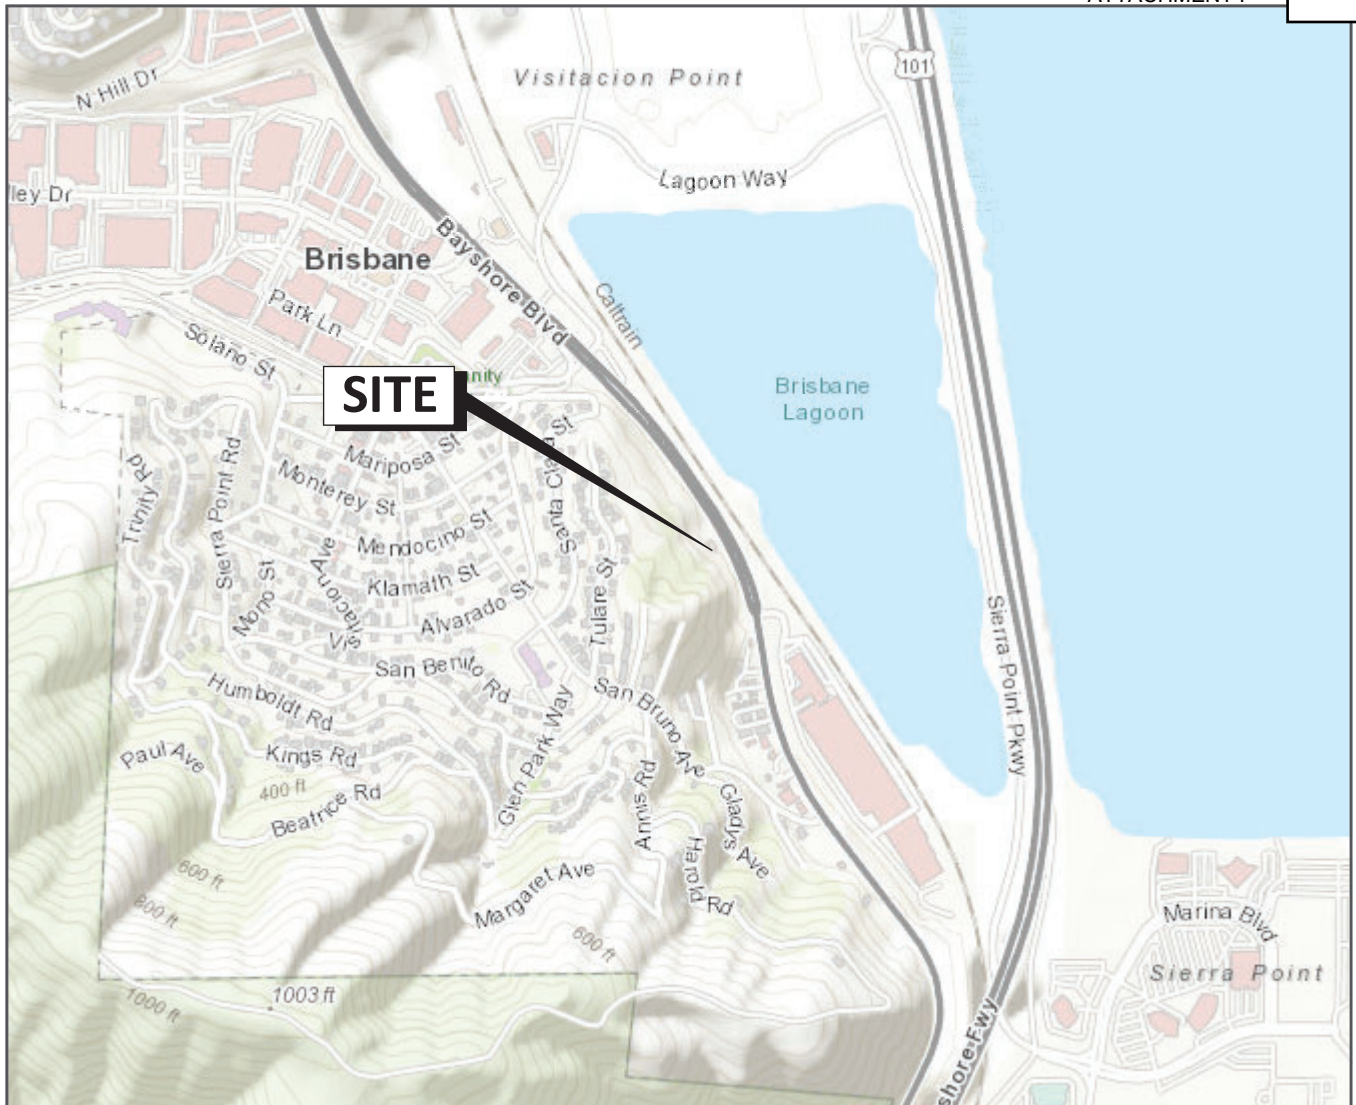 101
Visitacion Point
N Hill Dr
Lagoon Way
ley Dr
Bayshore Blvd
Brisbane
Caltrain
Park Ln
Solano St
nity
SITE
Brisbane
Lagoon
Mariposa St
Santa Clara St
Monterey St
Trinity Rd
Sierra Point Rd
Mendocino St
Visitacion Ave
Klamath St
Mono St
Alvarado St
Tulare St
Sierra Point Pkwy
San Benito Rd
Humboldt Rd
San Bruno Ave
Glen Park Way
Paul Ave
Kings Rd
400 ft
Beatrice Rd
Annis Rd
Gladys Ave
Harold Rd
600 ft
Margaret Ave
800 ft
600 ft
Marina Blvd
Sierra Point
1000 ft
1003 ft
shore Fwy